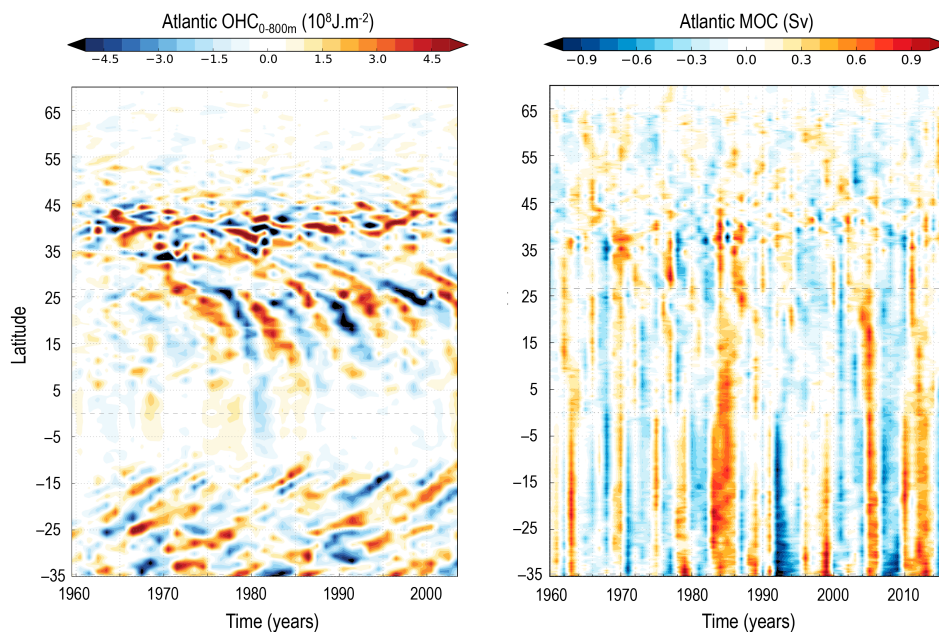 Atlantic OHC0-800m (10⁸J.m⁻²)
−4.5 −3.0 −1.5 0.0 1.5 3.0 4.5
Latitude
65
55
45
35
25
15
5
−5
−15
−25
−35
1960 1970 1980 1990 2000
Time (years)
Atlantic MOC (Sv)
−0.9 −0.6 −0.3 0.0 0.3 0.6 0.9
65
55
45
35
25
15
5
−5
−15
−25
−35
1960 1970 1980 1990 2000 2010
Time (years)